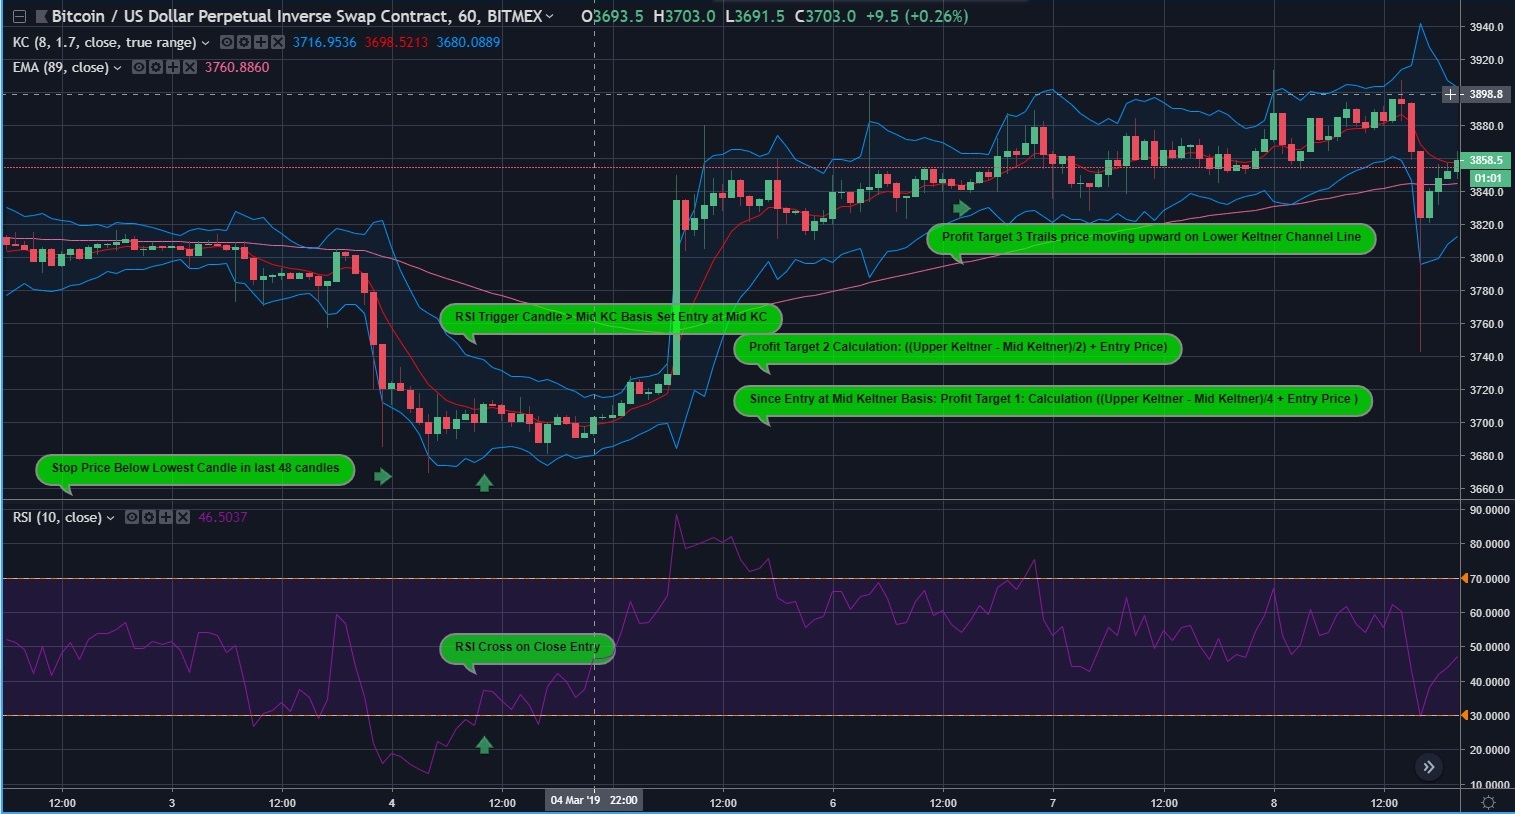 Bitcoin / US Dollar Perpetual Inverse Swap Contract, 60, BITMEX O3693.5 H3703.0 L3691.5 C3703.0 +9.5 (+0.26%)
KC (8, 1.7, close, true range) 3716.9536 3698.5213 3680.0889
EMA (89, close) 3760.8860
3940.0
3920.0
3898.8
3880.0
3858.5
01:01
3840.0
3820.0
3800.0
3780.0
3760.0
3740.0
3720.0
3700.0
3680.0
3660.0
Profit Target 3 Trails price moving upward on Lower Keltner Channel Line
RSI Trigger Candle > Mid KC Basis Set Entry at Mid KC
Profit Target 2 Calculation: ((Upper Keltner - Mid Keltner)/2) + Entry Price)
Since Entry at Mid Keltner Basis: Profit Target 1: Calculation ((Upper Keltner - Mid Keltner)/4 + Entry Price )
Stop Price Below Lowest Candle in last 48 candles
RSI (10, close) 46.5037
90.0000
80.0000
70.0000
60.0000
50.0000
40.0000
30.0000
20.0000
10.0000
RSI Cross on Close Entry
12:00 3 12:00 4 12:00 04 Mar '19 22:00 12:00 6 12:00 7 12:00 8 12:00